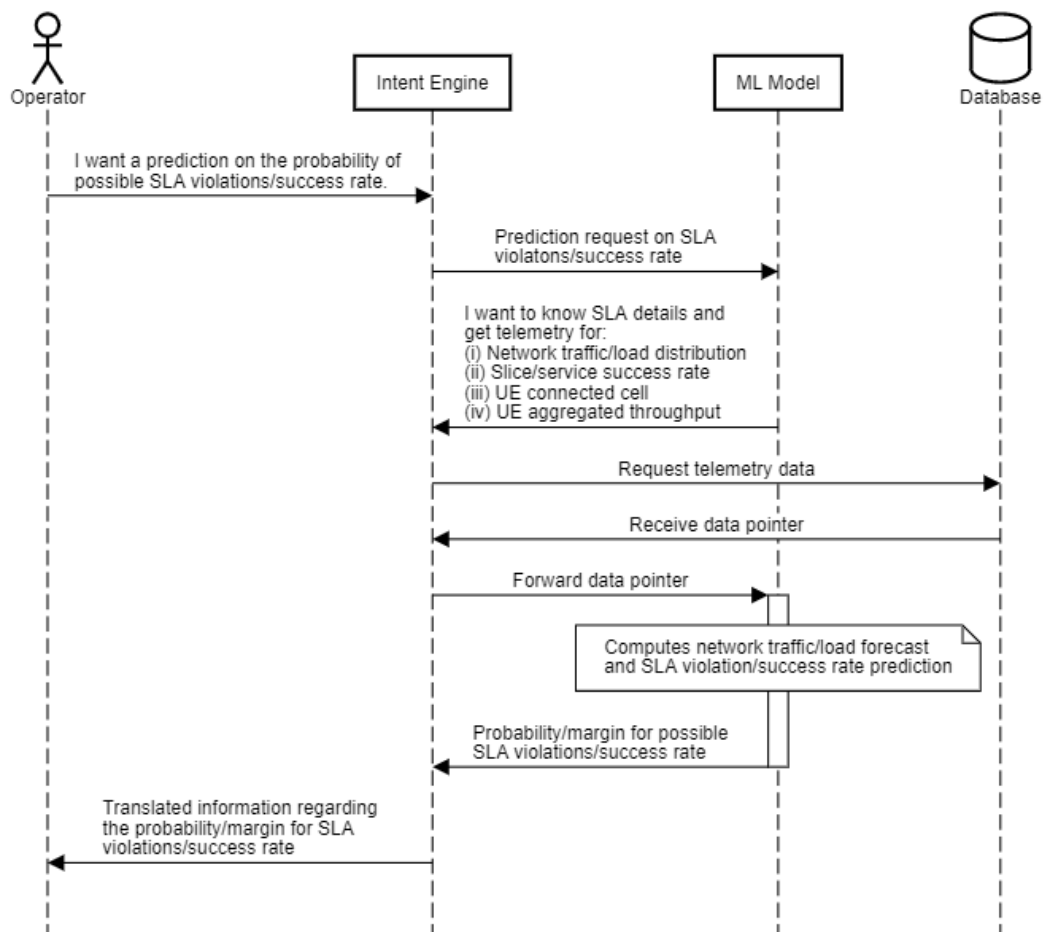 Operator
Intent Engine
ML Model
Database
I want a prediction on the probability of
possible SLA violations/success rate.
Prediction request on SLA
violatons/success rate
I want to know SLA details and
get telemetry for:
(i) Network traffic/load distribution
(ii) Slice/service success rate
(iii) UE connected cell
(iv) UE aggregated throughput
Request telemetry data
Receive data pointer
Forward data pointer
Computes network traffic/load forecast
and SLA violation/success rate prediction
Probability/margin for possible
SLA violations/success rate
Translated information regarding
the probability/margin for SLA
violations/success rate